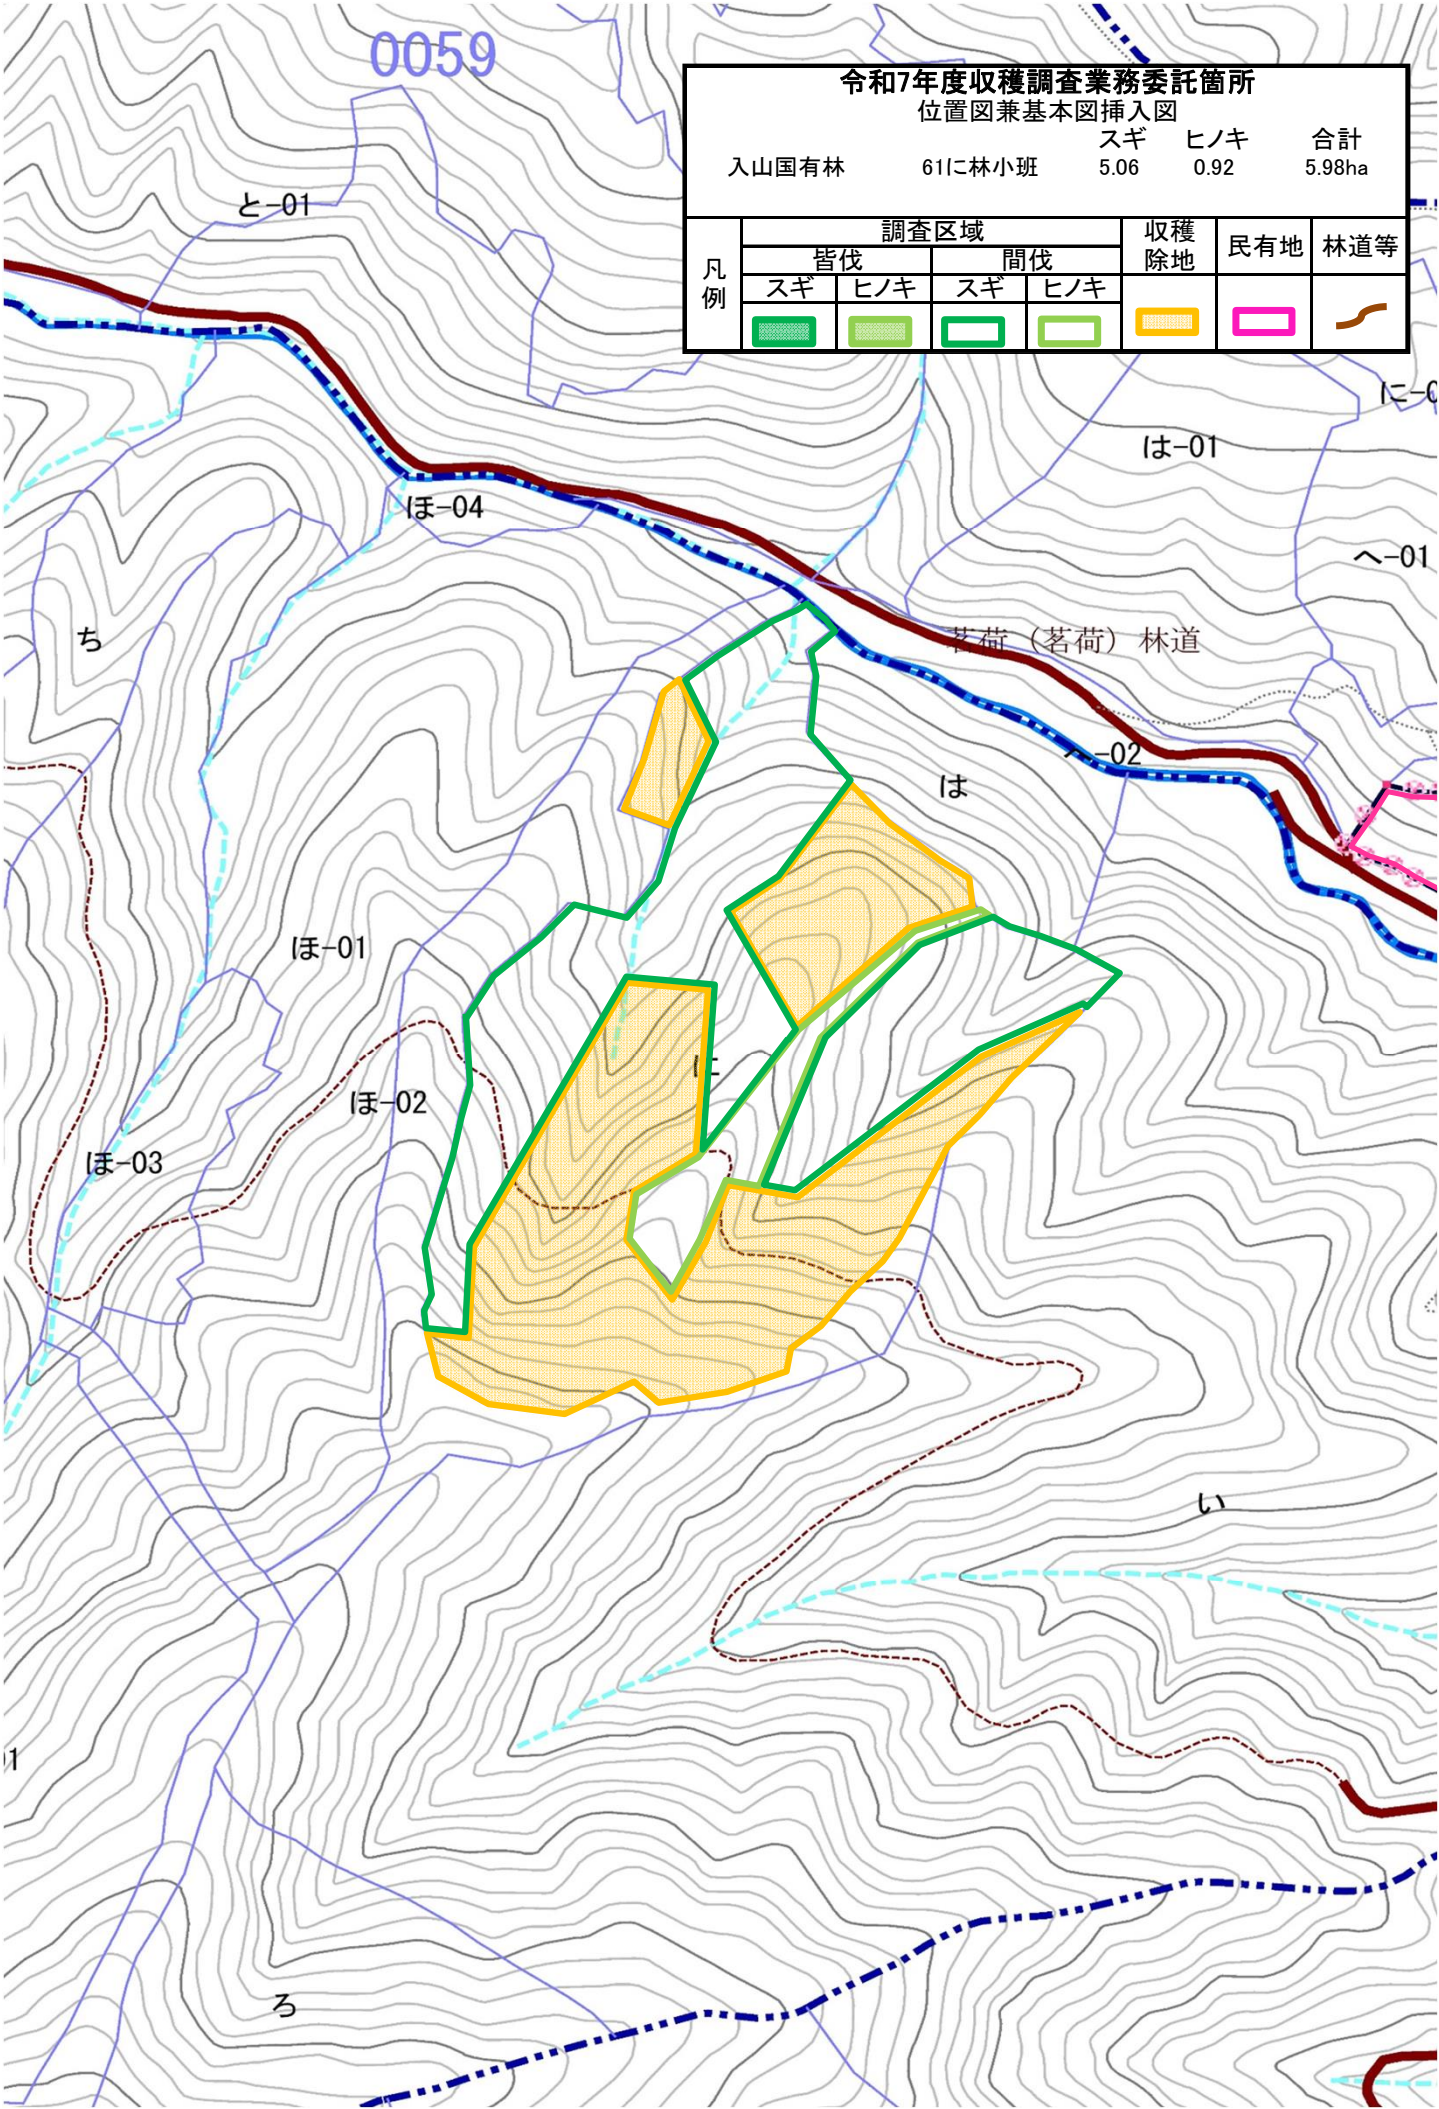 0059
令和7年度収穫調査業務委託箇所
位置図兼基本図挿入図
スギ ヒノキ 合計
入山国有林 61に林小班 5.06 0.92 5.98ha
凡例
調査区域
収穫除地
民有地
林道等
皆伐 間伐
スギ ヒノキ スギ ヒノキ
と-01
は-01
ほ-04
へ-01
ち
茗荷（茗荷）林道
-02
は
ほ-01
ほ-02
ほ-03
い
ろ